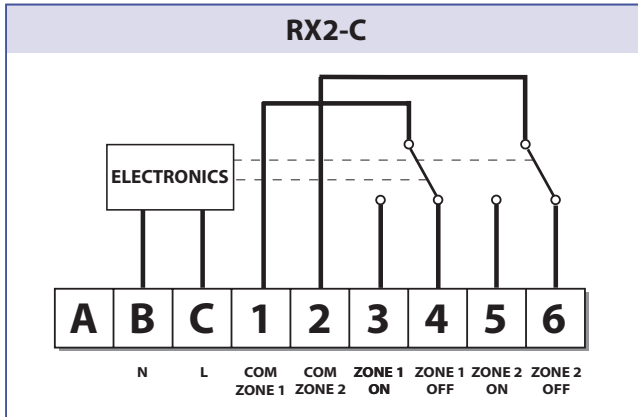 RX2-C
ELECTRONICS
A B C 1 2 3 4 5 6
N L COM COM ZONE 1 ZONE 1 ZONE 2 ZONE 2
ZONE 1 ZONE 2 ON OFF ON OFF